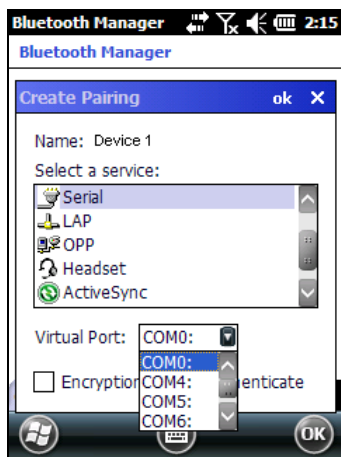 Bluetooth Manager 2:15
Bluetooth Manager
Create Pairing ok X
Name: Device 1
Select a service:
Serial
LAP
OPP
Headset
ActiveSync
Virtual Port: COM0:
COM0:
Encryption COM4: enticate
COM5:
COM6:
OK